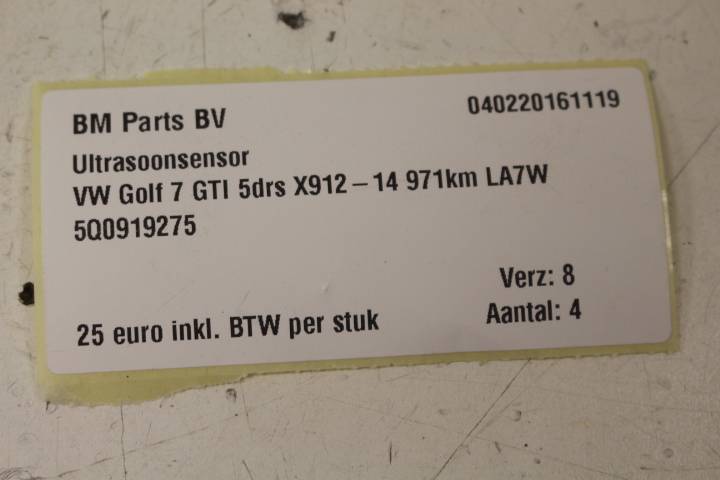 BM Parts BV 040220161119
Ultrasoonsensor
VW Golf 7 GTI 5drs X912 – 14 971km LA7W
5Q0919275
Verz: 8
25 euro inkl. BTW per stuk Aantal: 4